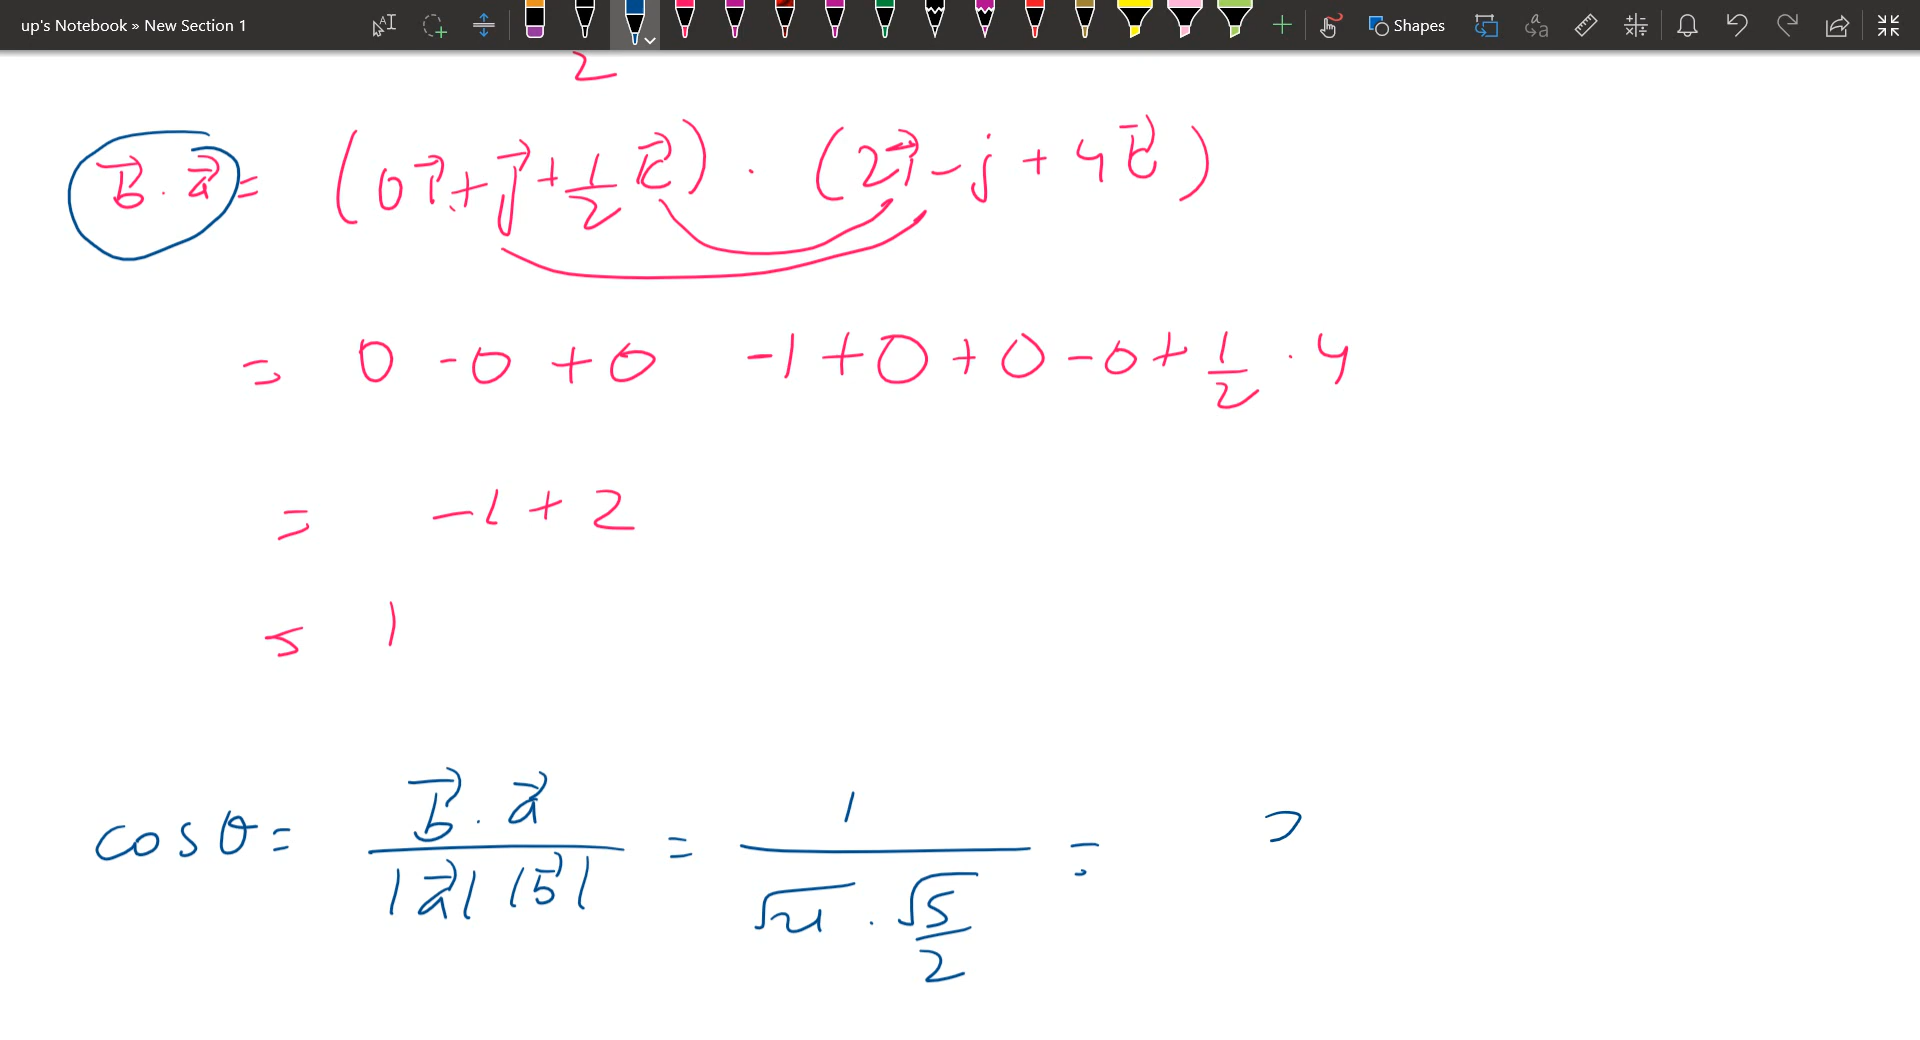 up's Notebook » New Section 1
Shapes
2
b⃗ . a⃗ = (0i⃗ + j⃗ + 1/2 k⃗) . (2i⃗ - j + 4k⃗)
= 0 - 0 + 0 -1 + 0 + 0 - 0 + 1/2 . 4
= -1 + 2
= 1
cos θ = b⃗ . a⃗ / |a⃗| |b⃗| = 1 / √21 . √5/2 =